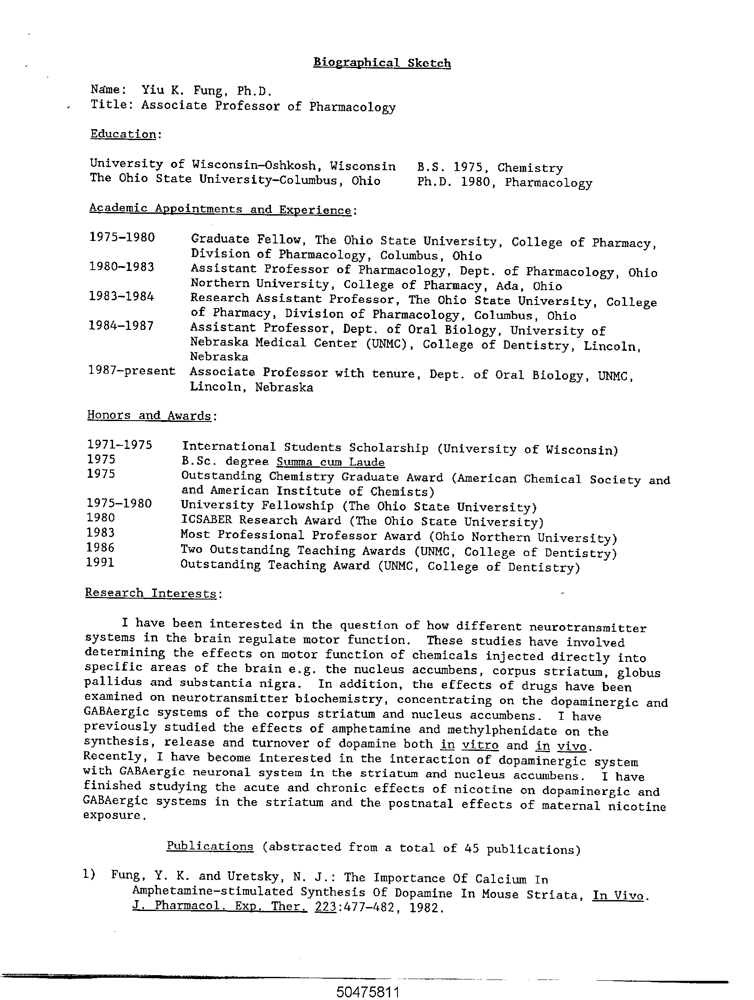 Biographical Sketch
Name: Yiu K. Fung, Ph.D.
Title: Associate Professor of Pharmacology
Education:
University of Wisconsin-Oshkosh, Wisconsin B.S. 1975, Chemistry
The Ohio State University-Columbus, Ohio Ph.D. 1980, Pharmacology
Academic Appointments and Experience:
1975-1980 Graduate Fellow, The Ohio State University, College of Pharmacy,
Division of Pharmacology, Columbus, Ohio
1980-1983 Assistant Professor of Pharmacology, Dept. of Pharmacology, Ohio
Northern University, College of Pharmacy, Ada, Ohio
1983-1984 Research Assistant Professor, The Ohio State University, College
of Pharmacy, Division of Pharmacology, Columbus, Ohio
1984-1987 Assistant Professor, Dept. of Oral Biology, University of
Nebraska Medical Center (UNMC), College of Dentistry, Lincoln,
Nebraska
1987-present Associate Professor with tenure, Dept. of Oral Biology, UNMC,
Lincoln, Nebraska
Honors and Awards:
1971-1975 International Students Scholarship (University of Wisconsin)
1975 B.Sc. degree Summa cum Laude
1975 Outstanding Chemistry Graduate Award (American Chemical Society and
and American Institute of Chemists)
1975-1980 University Fellowship (The Ohio State University)
1980 ICSABER Research Award (The Ohio State University)
1983 Most Professional Professor Award (Ohio Northern University)
1986 Two Outstanding Teaching Awards (UNMC, College of Dentistry)
1991 Outstanding Teaching Award (UNMC, College of Dentistry)
Research Interests:
I have been interested in the question of how different neurotransmitter
systems in the brain regulate motor function. These studies have involved
determining the effects on motor function of chemicals injected directly into
specific areas of the brain e.g. the nucleus accumbens, corpus striatum, globus
pallidus and substantia nigra. In addition, the effects of drugs have been
examined on neurotransmitter biochemistry, concentrating on the dopaminergic and
GABAergic systems of the corpus striatum and nucleus accumbens. I have
previously studied the effects of amphetamine and methylphenidate on the
synthesis, release and turnover of dopamine both in vitro and in vivo.
Recently, I have become interested in the interaction of dopaminergic system
with GABAergic neuronal system in the striatum and nucleus accumbens. I have
finished studying the acute and chronic effects of nicotine on dopaminergic and
GABAergic systems in the striatum and the postnatal effects of maternal nicotine
exposure.
Publications (abstracted from a total of 45 publications)
1) Fung, Y. K. and Uretsky, N. J.: The Importance Of Calcium In
Amphetamine-stimulated Synthesis Of Dopamine In Mouse Striata, In Vivo.
J. Pharmacol. Exp. Ther. 223:477-482, 1982.
50475811